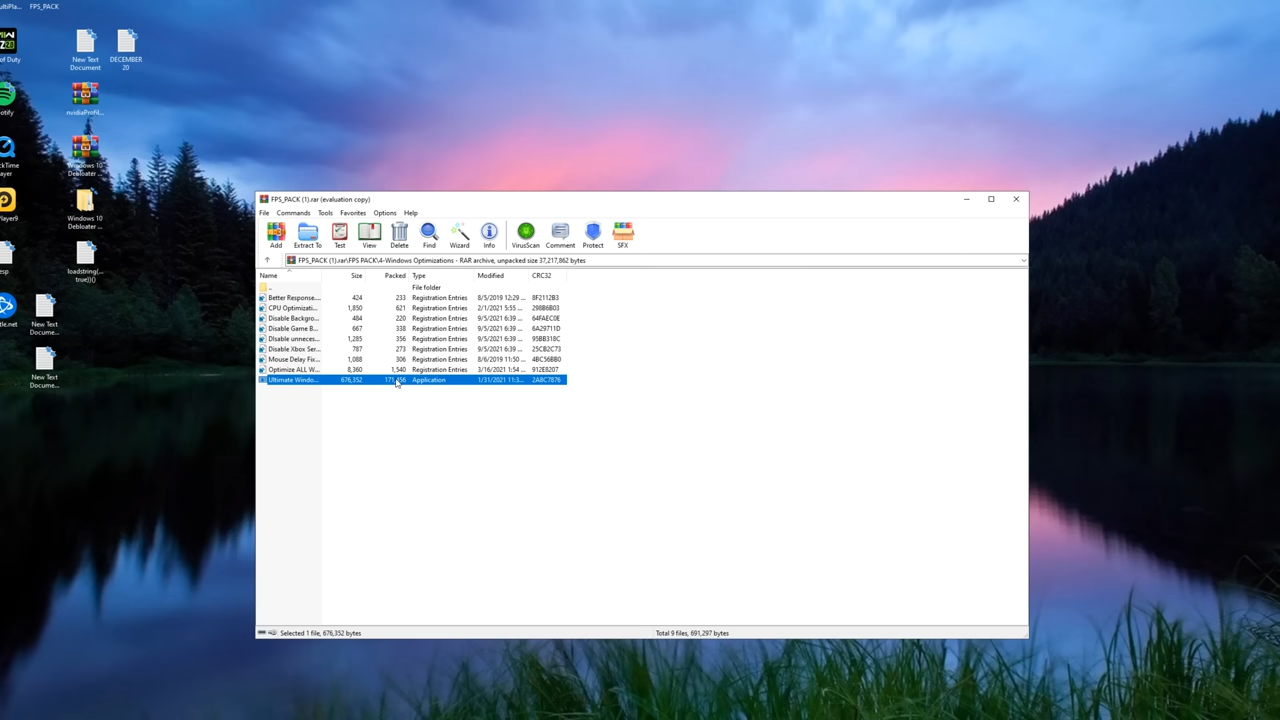 FPS_PACK
of Duty
New Text
Document
DECEMBER
20
nvidiaProfil...
Windows 10
Debloater ...
Windows 10
Debloater ...
loadstring(...
true))()
New Text
Docume...
New Text
Docume...
FPS_PACK (1).rar (evaluation copy)
File Commands Tools Favorites Options Help
Add Extract To Test View Delete Find Wizard Info VirusScan Comment Protect SFX
FPS_PACK (1).rar\FPS PACK\4-Windows Optimizations - RAR archive, unpacked size 37,217,862 bytes
Name Size Packed Type Modified CRC32
.. File folder
Better Response.... 424 233 Registration Entries 8/5/2019 12:29 ... 8F2112B3
CPU Optimizati... 1,850 621 Registration Entries 2/1/2021 5:55 ... 298B6B03
Disable Backgro... 484 220 Registration Entries 9/5/2021 6:39 ... 64FAEC0E
Disable Game B... 667 338 Registration Entries 9/5/2021 6:39 ... 6A29711D
DIsable unneces... 1,285 356 Registration Entries 9/5/2021 6:39 ... 95BB318C
Disable Xbox Ser... 787 273 Registration Entries 9/5/2021 6:39 ... 25CB2C73
Mouse Delay Fix... 1,088 306 Registration Entries 8/6/2019 11:50 ... 4BC56BB0
Optimize ALL W... 8,360 1,540 Registration Entries 3/16/2021 1:54 ... 912E8207
Ultimate Windo... 676,352 Application 1/31/2021 11:3... 2ABC7876
Selected 1 file, 676,352 bytes
Total 9 files, 691,297 bytes